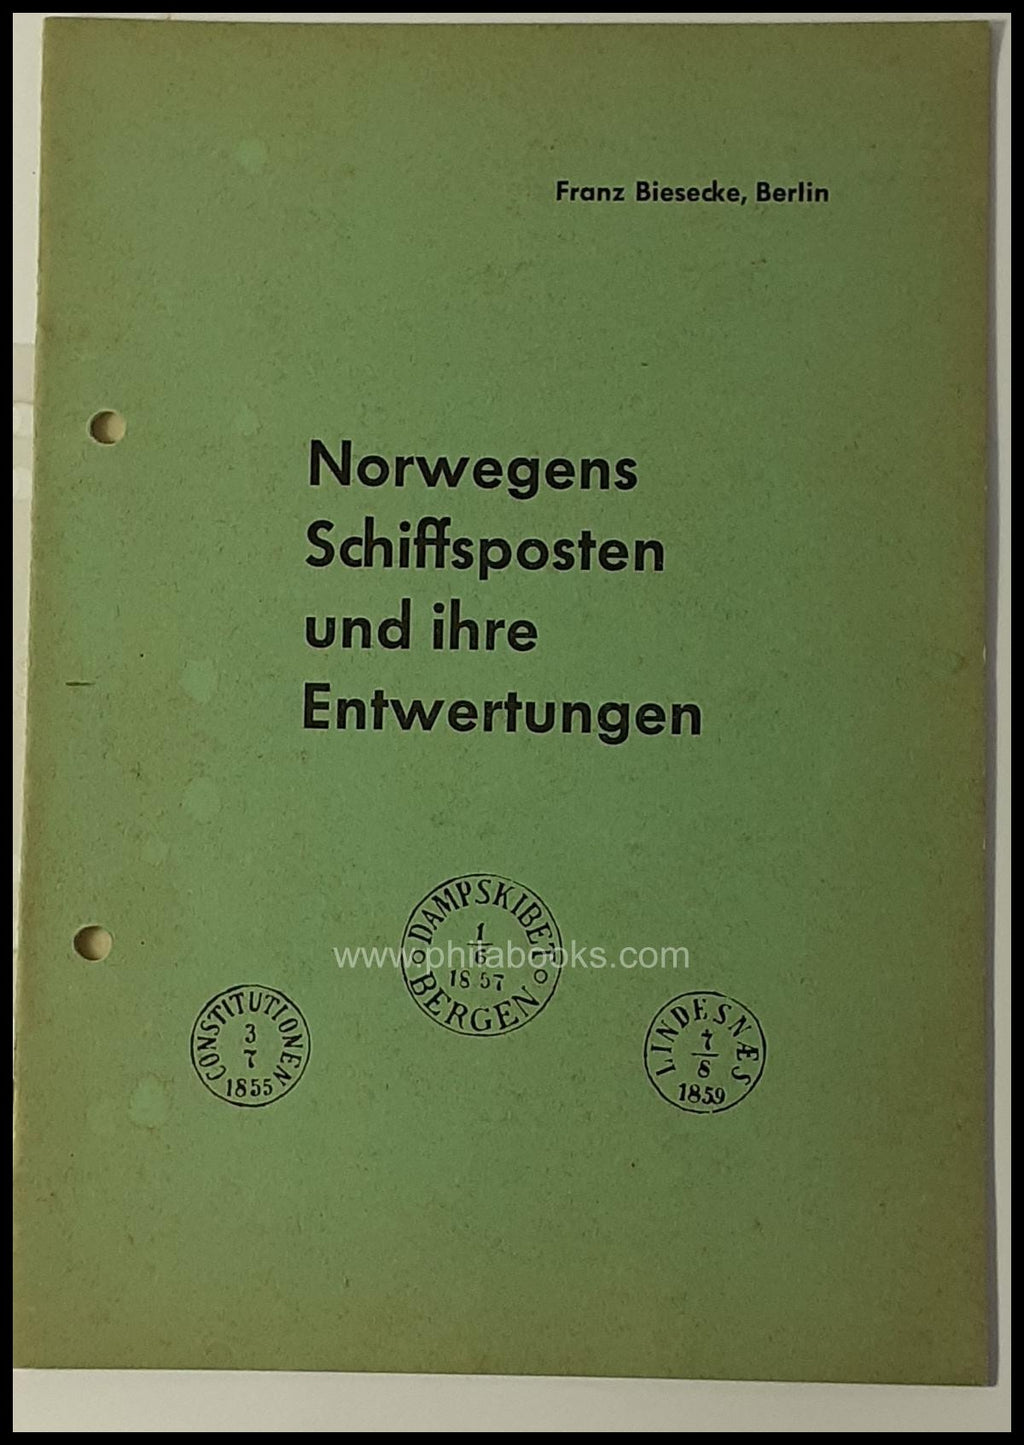 Franz Biesecke, Berlin
Norwegens
Schiffsposten
und ihre
Entwertungen
DAMPSKIBET
1
6
1857
BERGEN
www.philabooks.com
CONSTITUTIONEN
3
7
1855
LINDESNÆS
7
8
1859